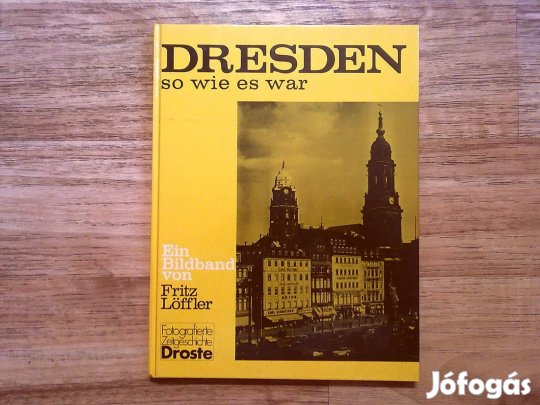 DRESDEN
so wie es war
Ein
Bildband
von
Fritz
Löffler
Fotografierte
Zeitgeschichte
Droste
Jófogás